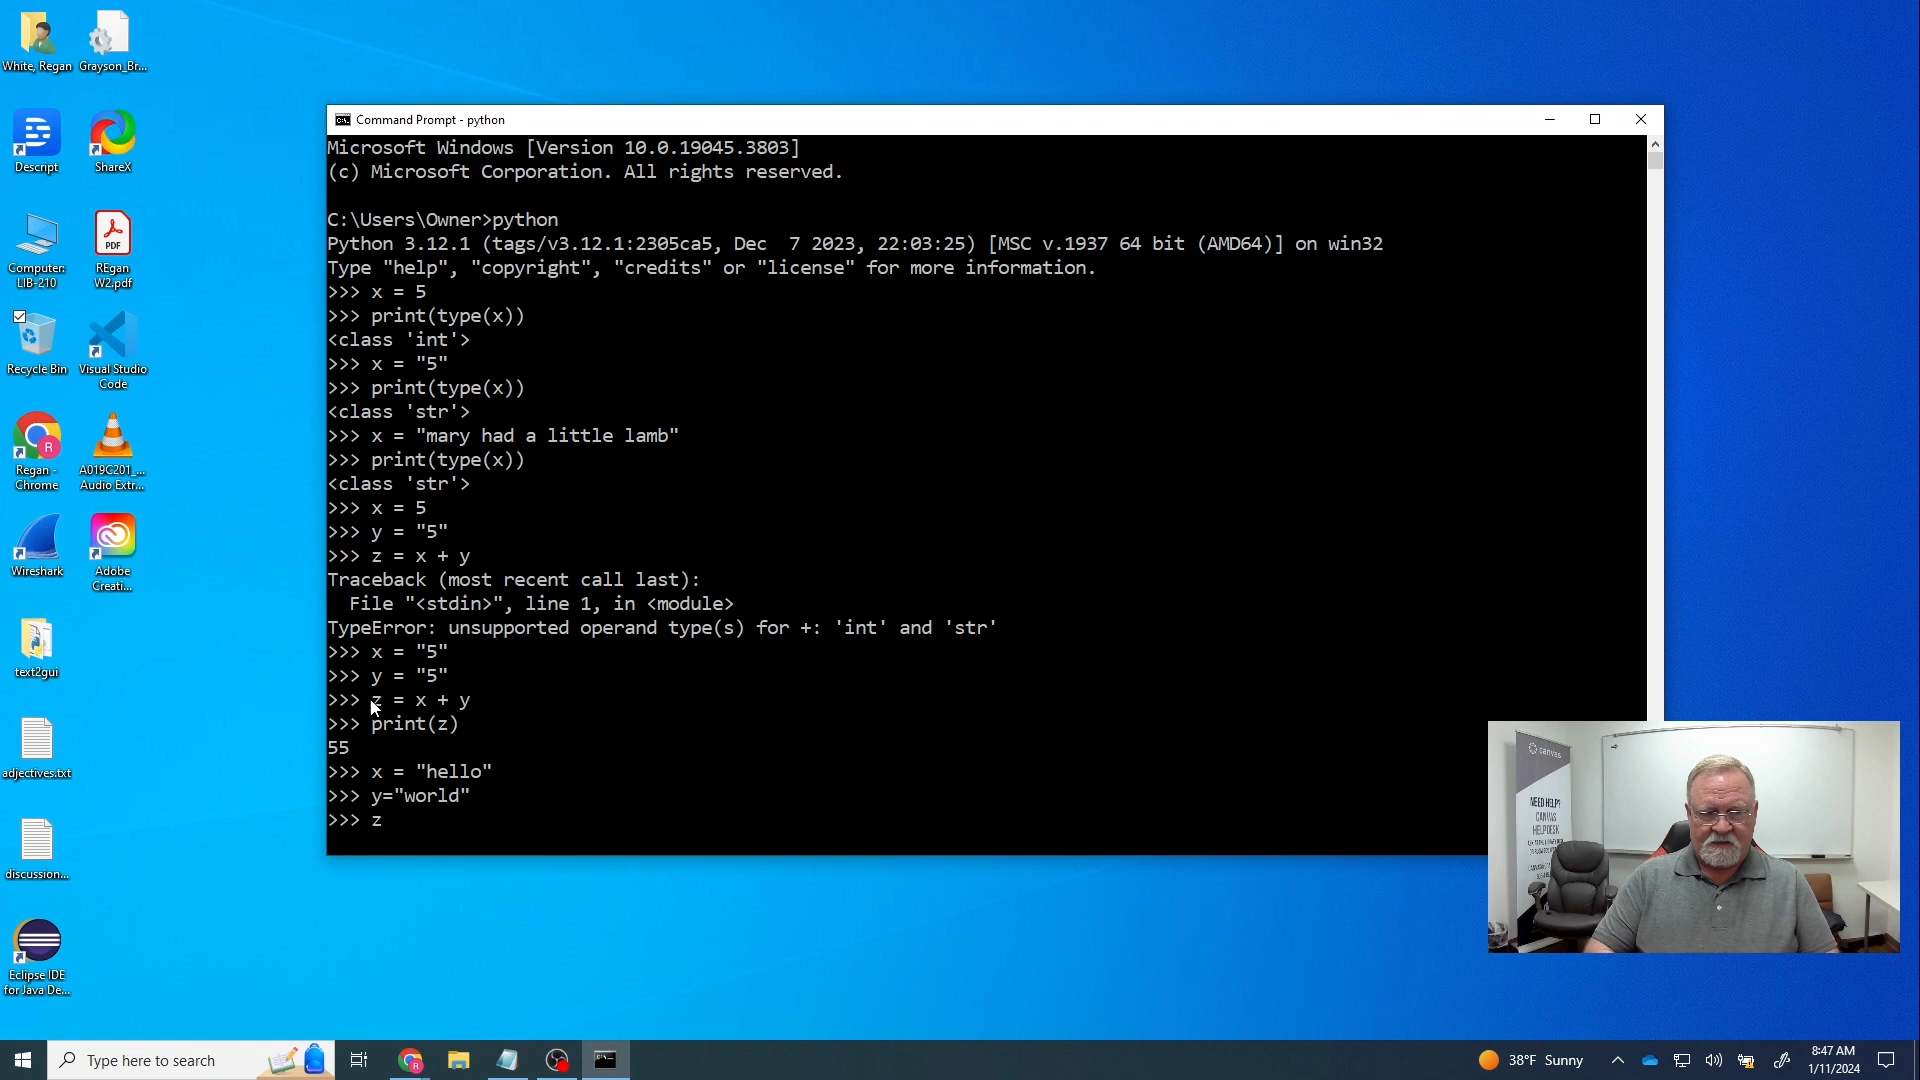 White, Regan
Grayson_Br...
Descript
ShareX
Computer:
LIB-210
PDF
REgan
W2.pdf
Recycle Bin
Visual Studio
Code
Regan -
Chrome
A019C201_...
Audio Extr...
Wireshark
Adobe
Creati...
text2gui
adjectives.txt
discussion...
Eclipse IDE
for Java De...
Command Prompt - python
Microsoft Windows [Version 10.0.19045.3803]
(c) Microsoft Corporation. All rights reserved.
C:\Users\Owner>python
Python 3.12.1 (tags/v3.12.1:2305ca5, Dec  7 2023, 22:03:25) [MSC v.1937 64 bit (AMD64)] on win32
Type "help", "copyright", "credits" or "license" for more information.
>>> x = 5
>>> print(type(x))
<class 'int'>
>>> x = "5"
>>> print(type(x))
<class 'str'>
>>> x = "mary had a little lamb"
>>> print(type(x))
<class 'str'>
>>> x = 5
>>> y = "5"
>>> z = x + y
Traceback (most recent call last):
  File "<stdin>", line 1, in <module>
TypeError: unsupported operand type(s) for +: 'int' and 'str'
>>> x = "5"
>>> y = "5"
>>> z = x + y
>>> print(z)
55
>>> x = "hello"
>>> y="world"
>>> z
canvas
NEED HELP?
CANVAS
HELPDESK
Type here to search
38°F Sunny
8:47 AM
1/11/2024